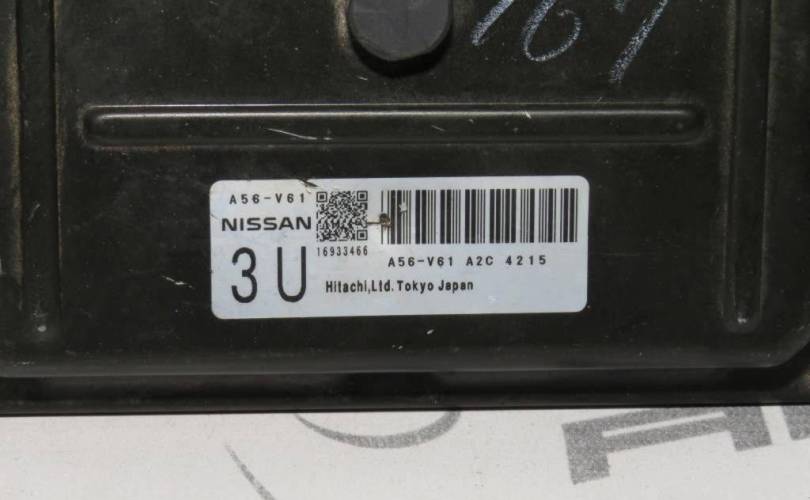 A56-V61
NISSAN
16933466
A56-V61 A2C 4215
3U
Hitachi,Ltd.Tokyo Japan